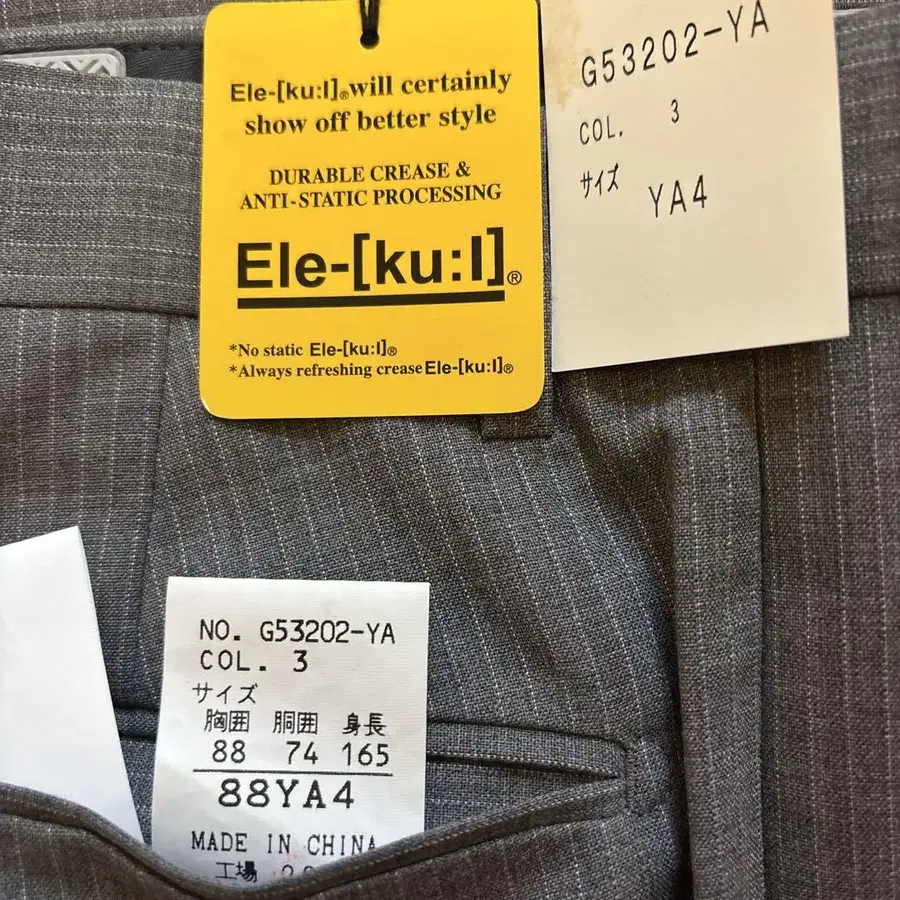 Ele-[ku:l]®will certainly
show off better style
DURABLE CREASE &
ANTI-STATIC PROCESSING
Ele-[ku:l]®
*No static Ele-[ku:l]®
*Always refreshing crease Ele-[ku:l]®
G53202-YA
COL. 3
サイズ
YA4
NO. G53202-YA
COL. 3
サイズ
胸囲 胴囲 身長
88 74 165
88YA4
MADE IN CHINA
工場